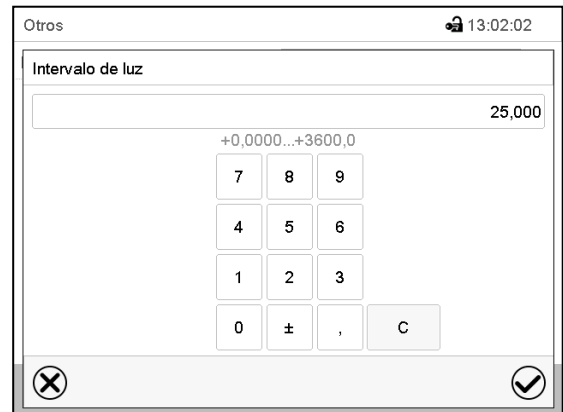 Otros 13:02:02
Intervalo de luz
25,000
+0,0000...+3600,0
7 8 9
4 5 6
1 2 3
0 ± , C